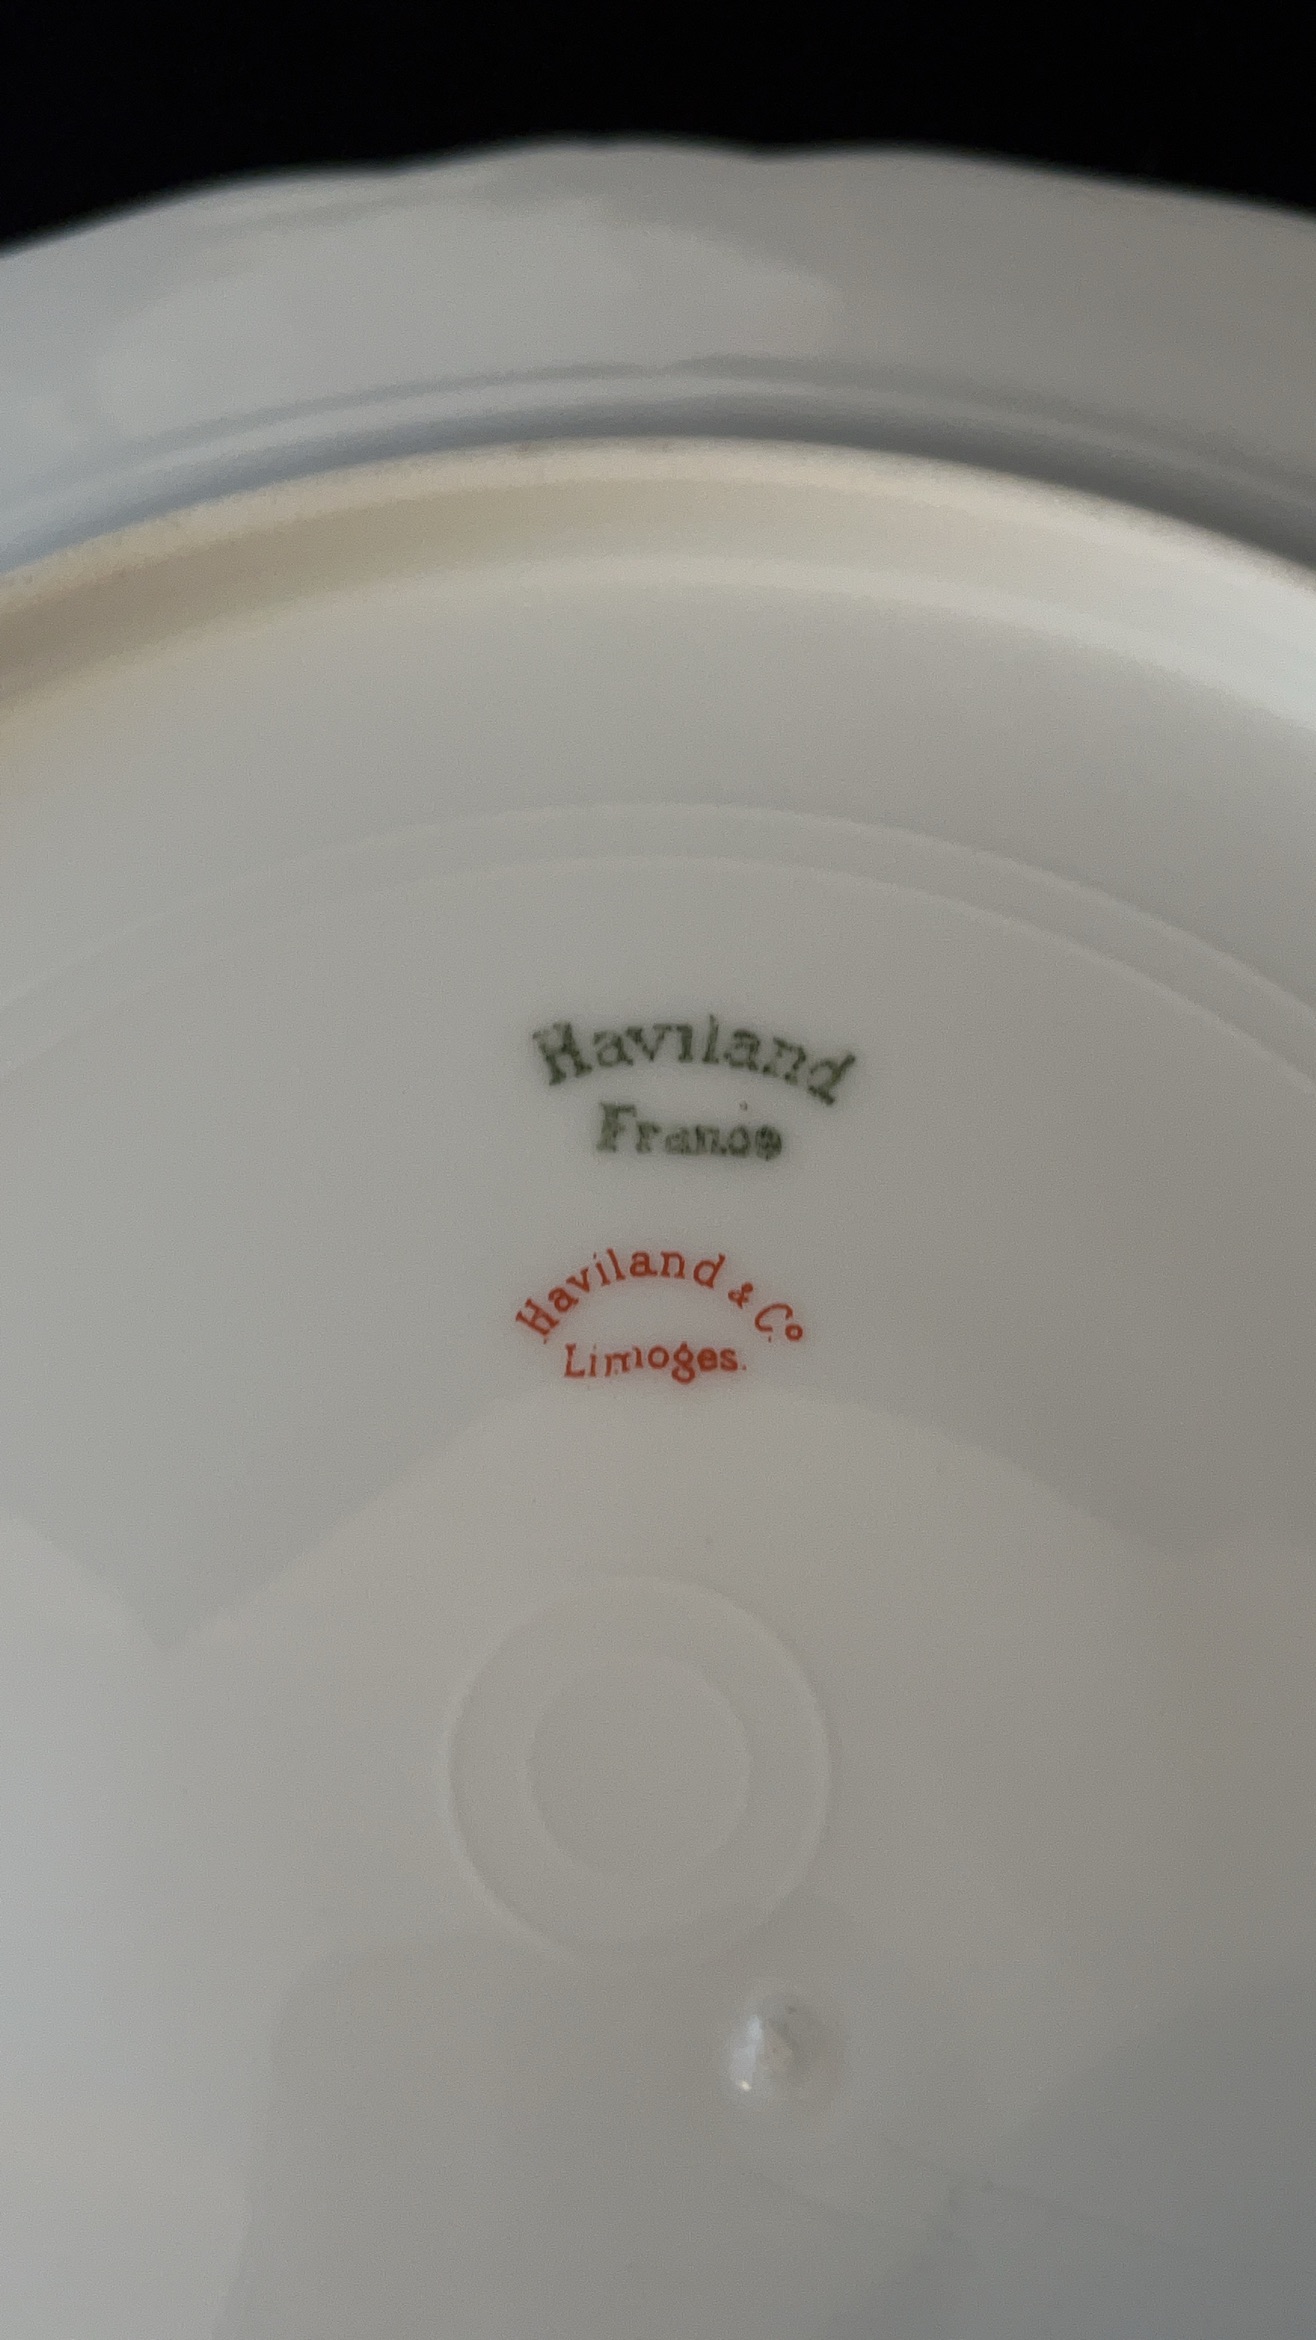 Haviland
France
Haviland & Co
Limoges.